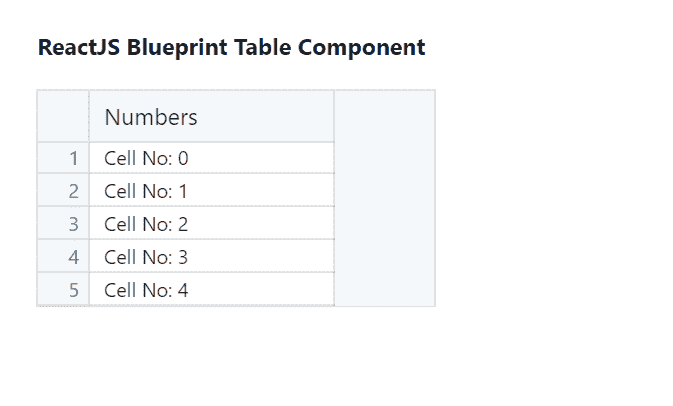 ReactJS Blueprint Table Component
Numbers
1 Cell No: 0
2 Cell No: 1
3 Cell No: 2
4 Cell No: 3
5 Cell No: 4